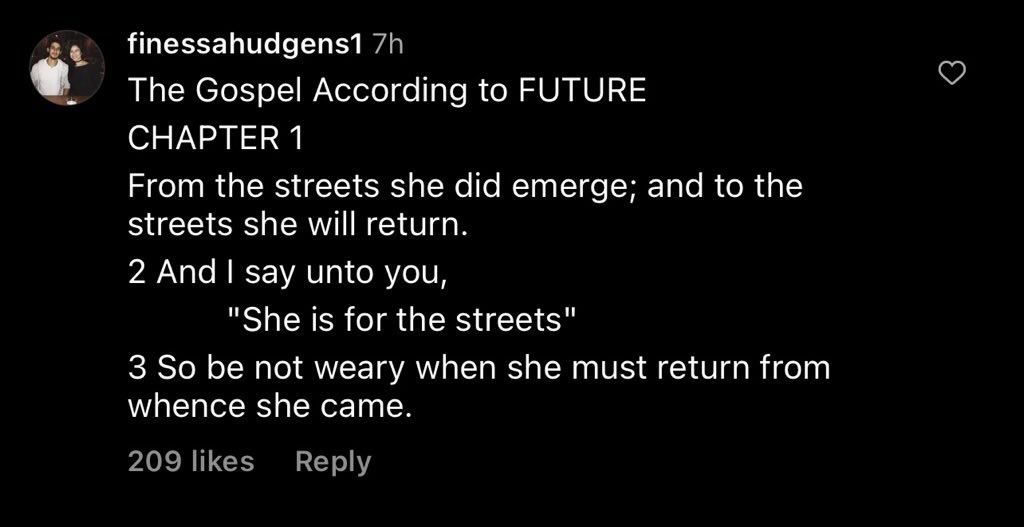 finessahudgens1 7h
The Gospel According to FUTURE
CHAPTER 1
From the streets she did emerge; and to the
streets she will return.
2 And I say unto you,
"She is for the streets"
3 So be not weary when she must return from
whence she came.
209 likes Reply